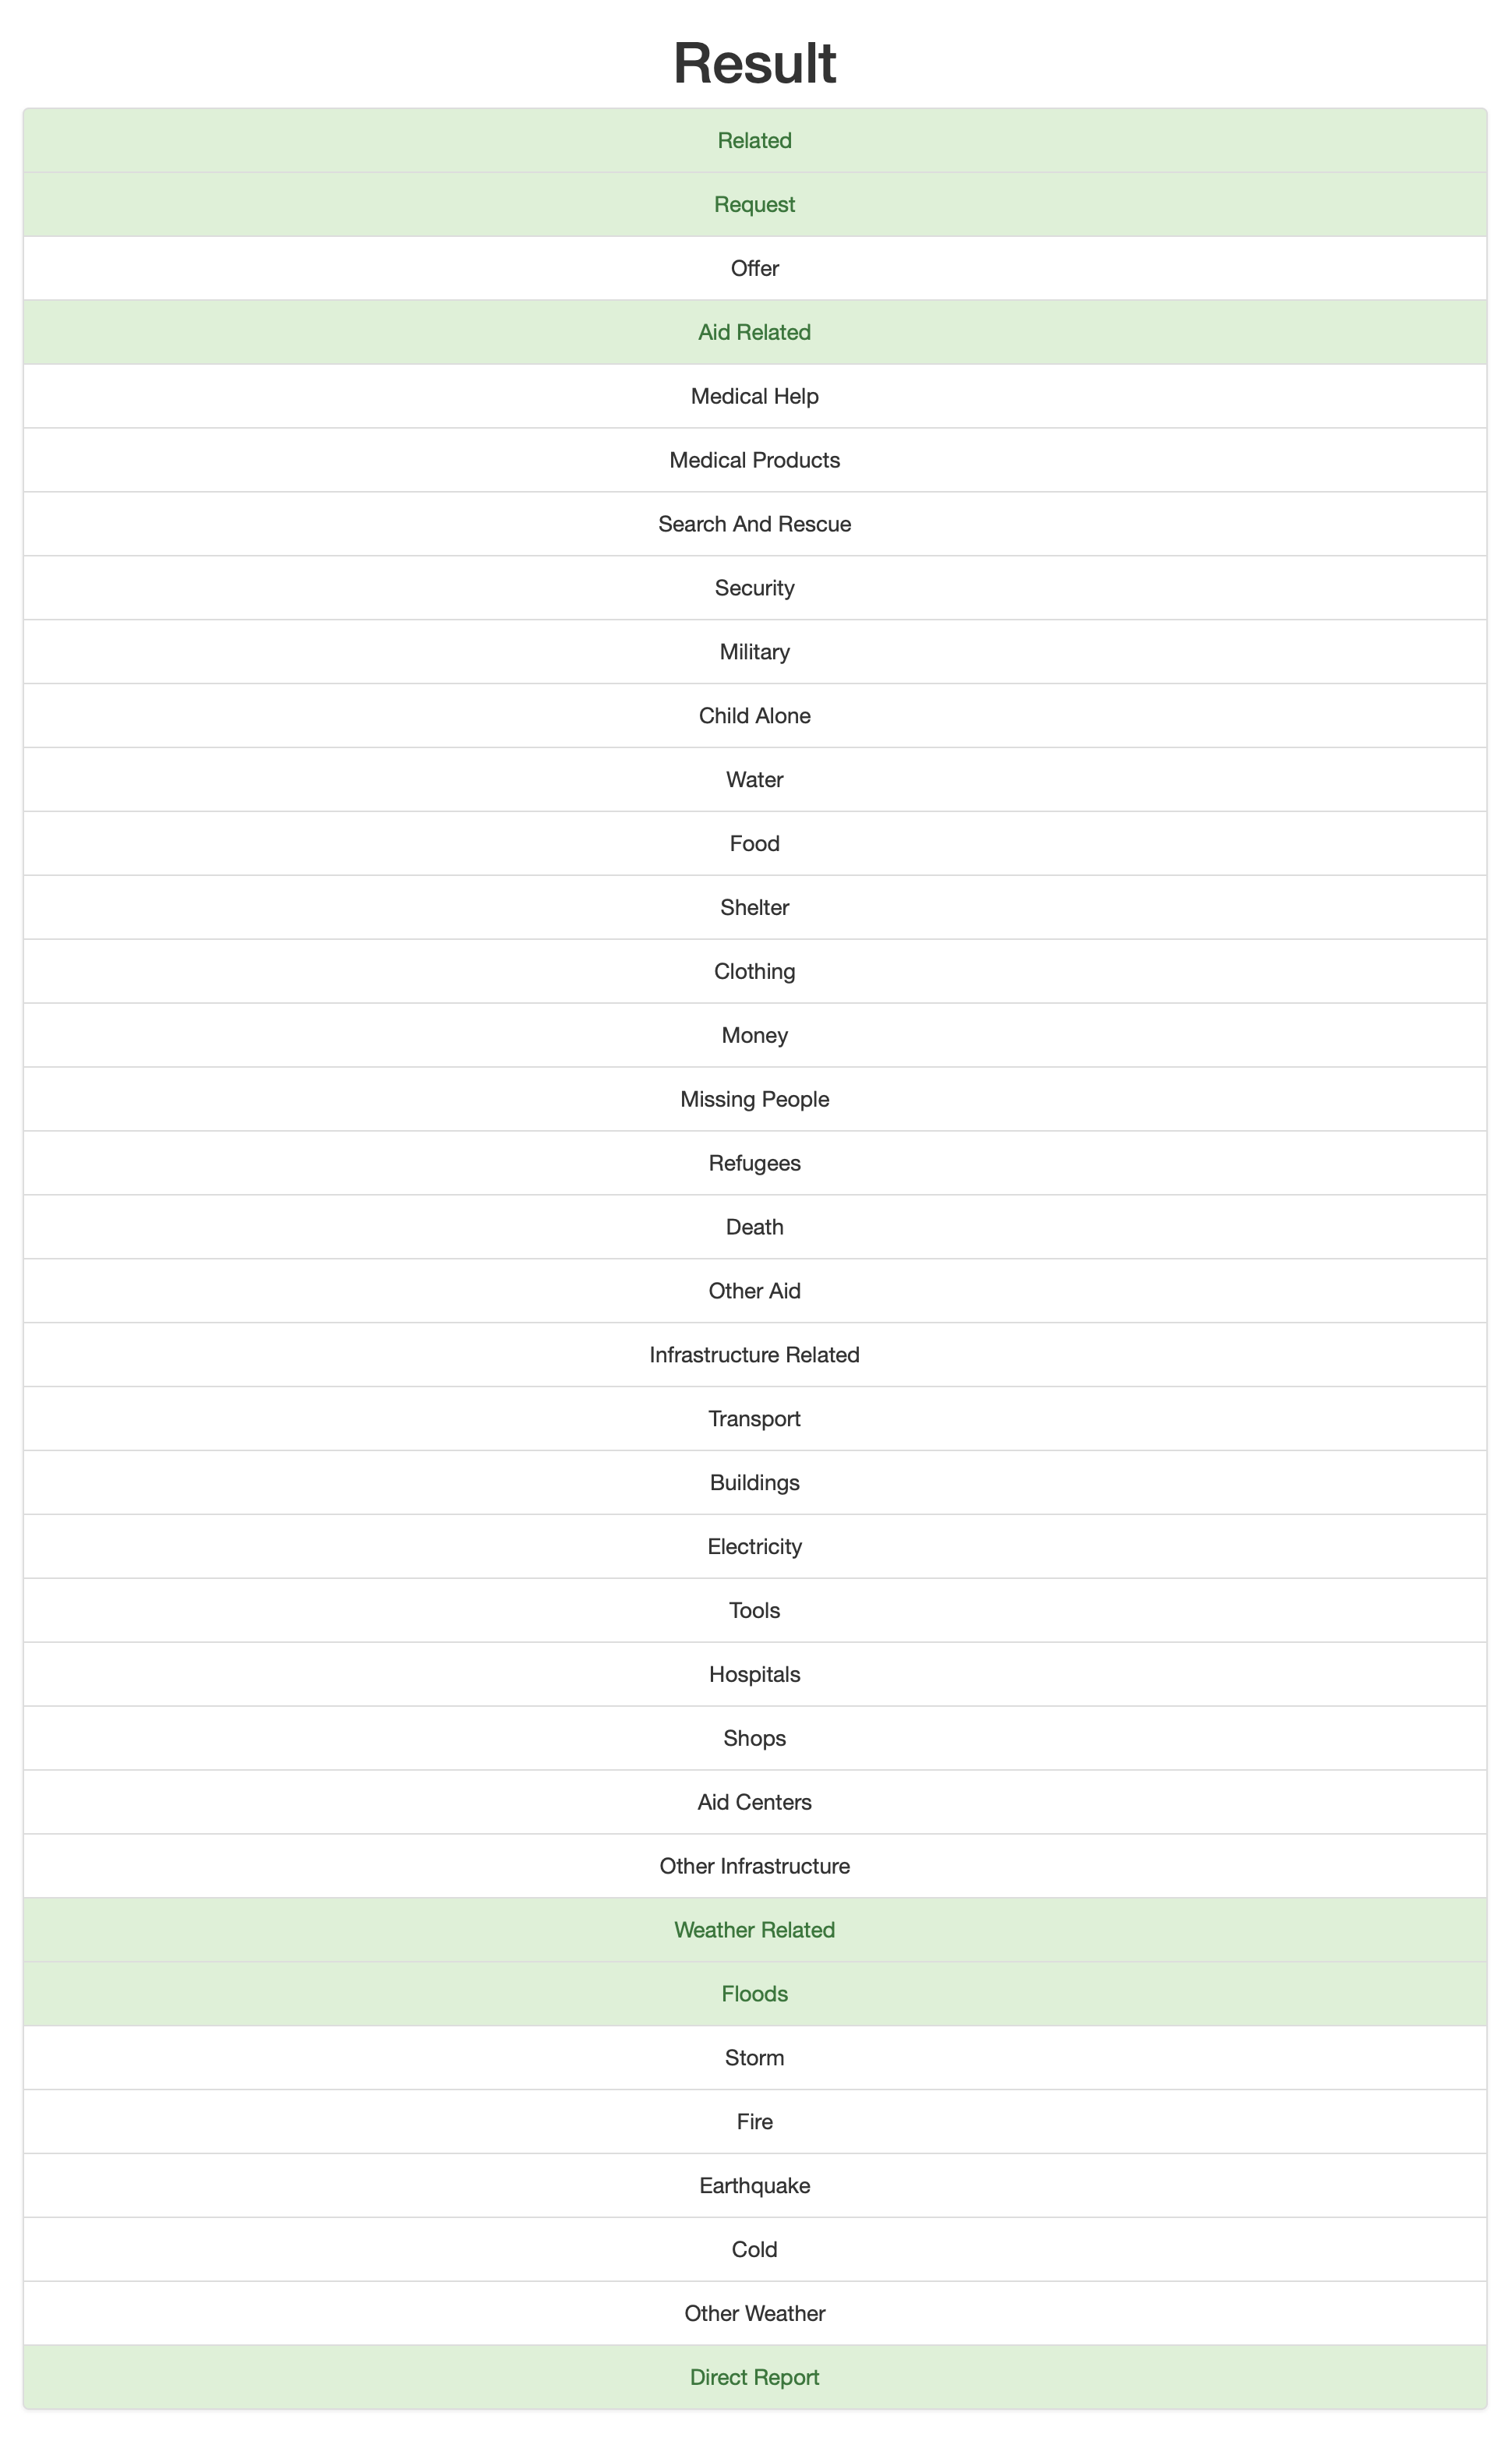 Result
Related
Request
Offer
Aid Related
Medical Help
Medical Products
Search And Rescue
Security
Military
Child Alone
Water
Food
Shelter
Clothing
Money
Missing People
Refugees
Death
Other Aid
Infrastructure Related
Transport
Buildings
Electricity
Tools
Hospitals
Shops
Aid Centers
Other Infrastructure
Weather Related
Floods
Storm
Fire
Earthquake
Cold
Other Weather
Direct Report